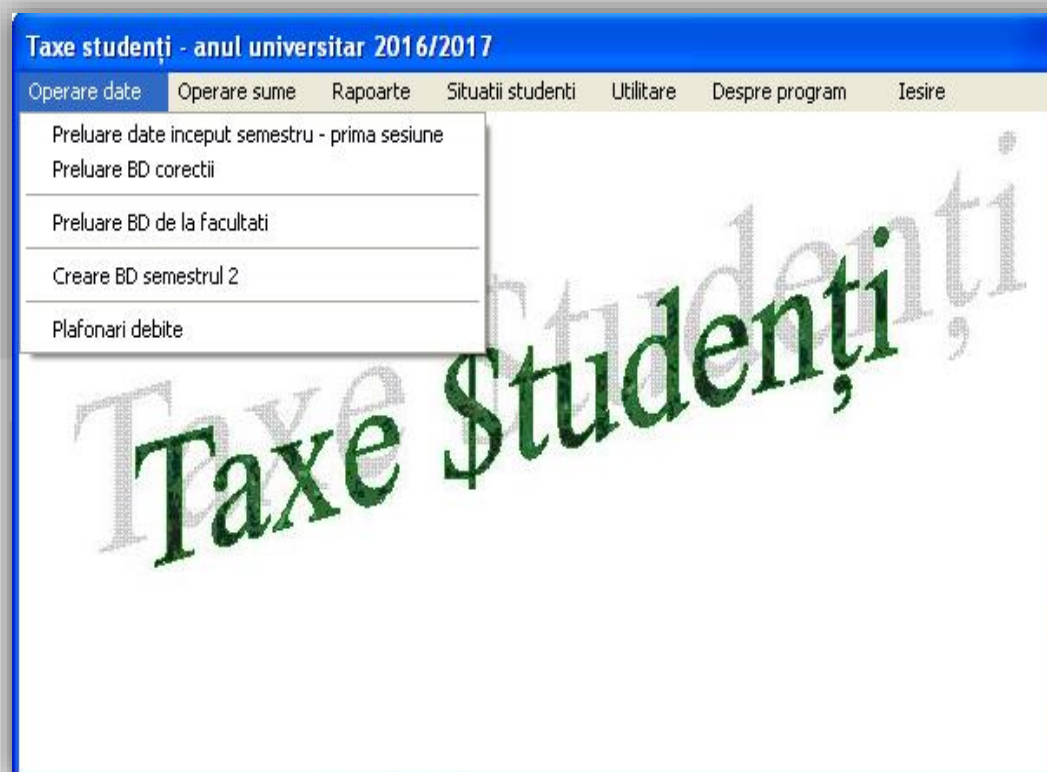 Taxe studenți - anul universitar 2016/2017
Operare date Operare sume Rapoarte Situatii studenti Utilitare Despre program Iesire
Preluare date inceput semestru - prima sesiune
Preluare BD corectii
Preluare BD de la facultati
Creare BD semestrul 2
Plafonari debite
Taxe $tudenți